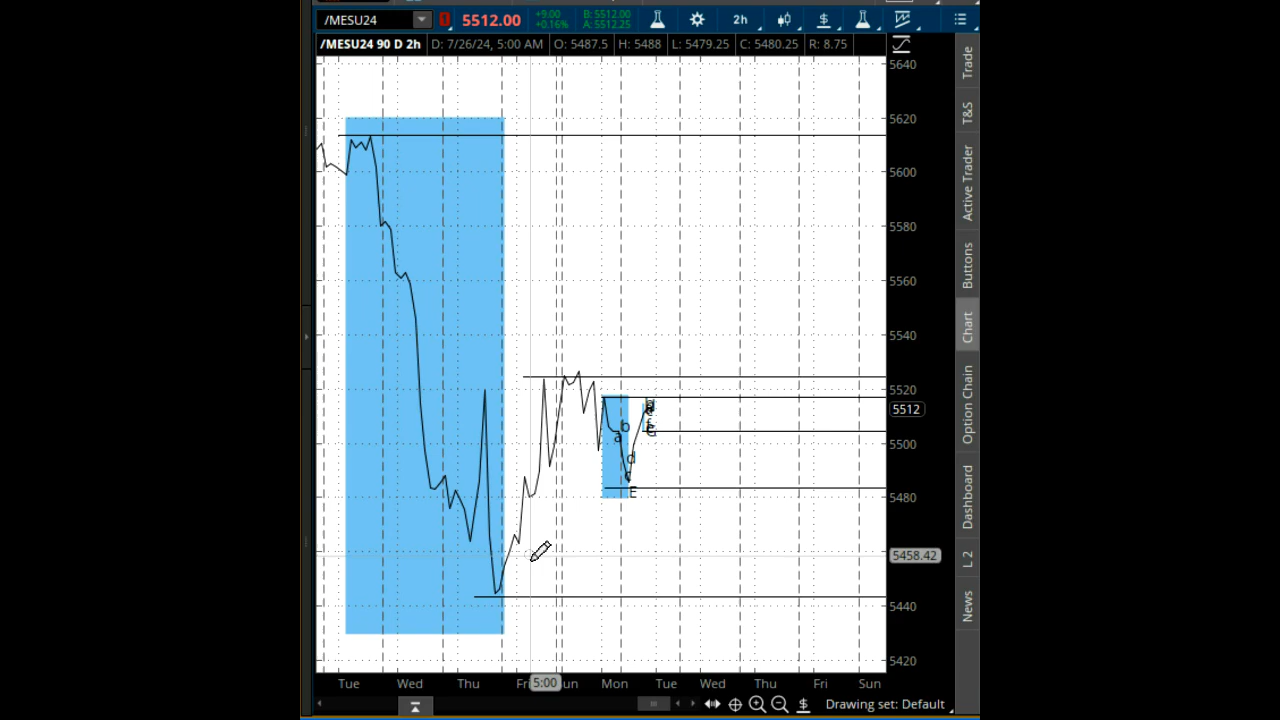 /MESU24 5512.00 +9.00 +0.16% B: 5512.00 A: 5512.25 2h $
/MESU24 90 D 2h D: 7/26/24, 5:00 AM O: 5487.5 H: 5488 L: 5479.25 C: 5480.25 R: 8.75
5640
5620
5600
5580
5560
5540
5520
5512
5500
5480
5458.42
5440
5420
b
a
d
E
f
Tue Wed Thu Fri 5:00 Sun Mon Tue Wed Thu Fri Sun
$ Drawing set: Default
Trade
T&S
Active Trader
Buttons
Chart
Option Chain
Dashboard
L 2
News